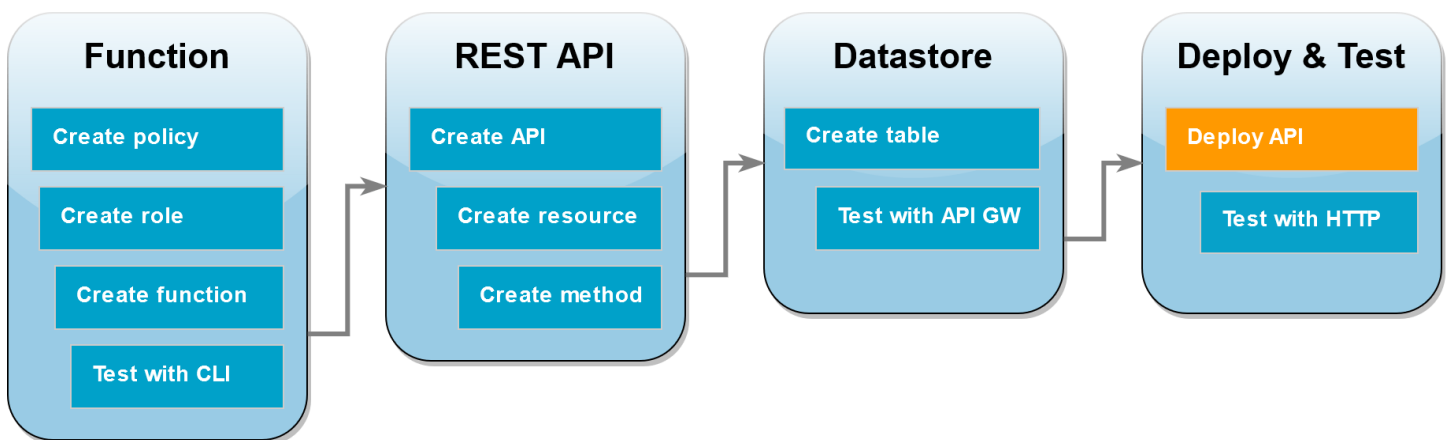 Function
Create policy
Create role
Create function
Test with CLI
REST API
Create API
Create resource
Create method
Datastore
Create table
Test with API GW
Deploy & Test
Deploy API
Test with HTTP